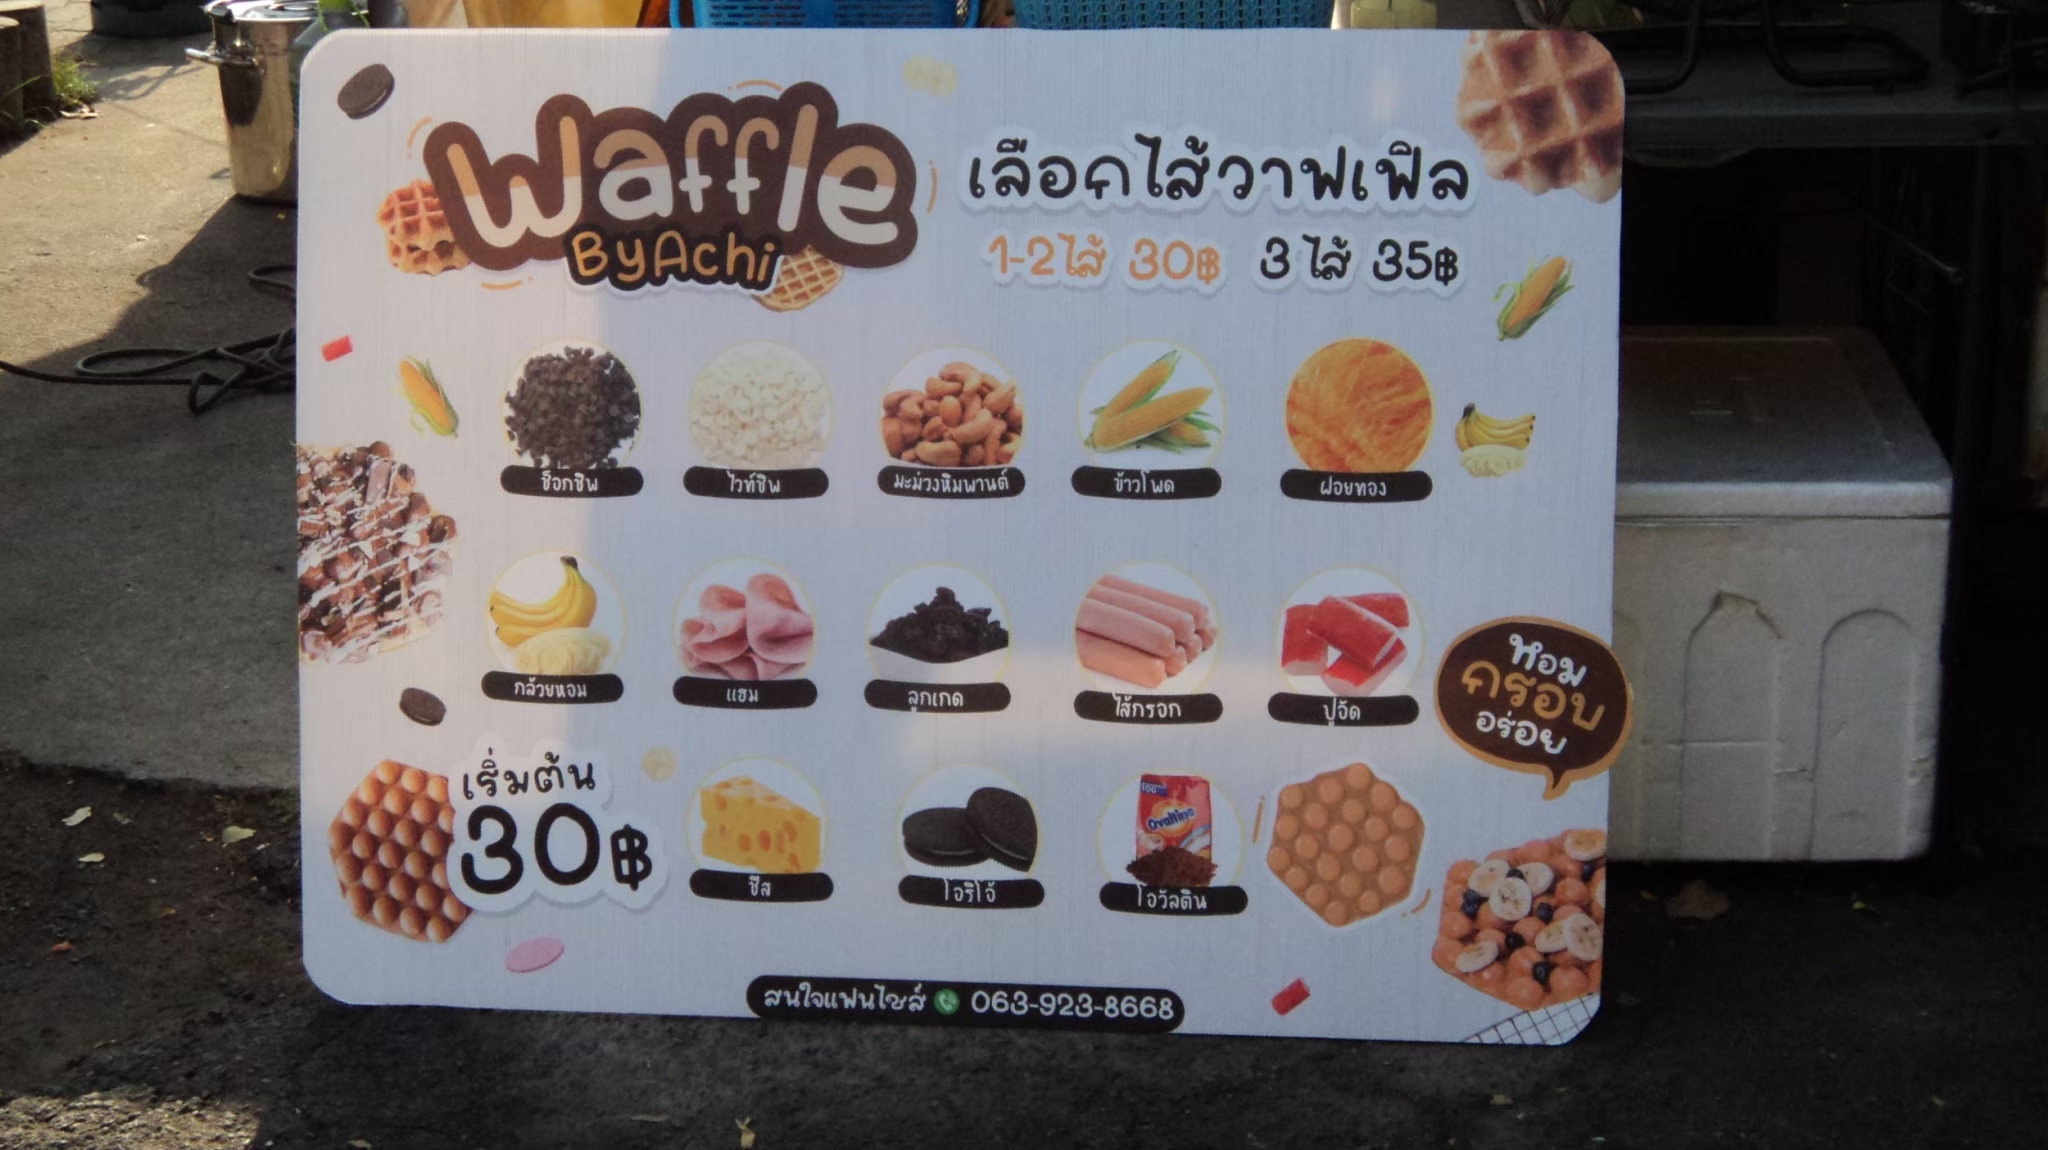 Waffle
By Achi
เลือกไส้วาฟเฟิล
1-2 ไส้ 30฿ 3 ไส้ 35฿
ช็อกชิพ ไวท์ชิพ มะม่วงหิมพานต์ ข้าวโพด ฝอยทอง
กล้วยหอม แฮม ลูกเกด ไส้กรอก ปูอัด
หอม
กรอบ
อร่อย
เริ่มต้น
30฿
100
Ovaltine
ชีส โอริโอ้ โอวัลติน
สนใจแฟนไชส์ 063-923-8668